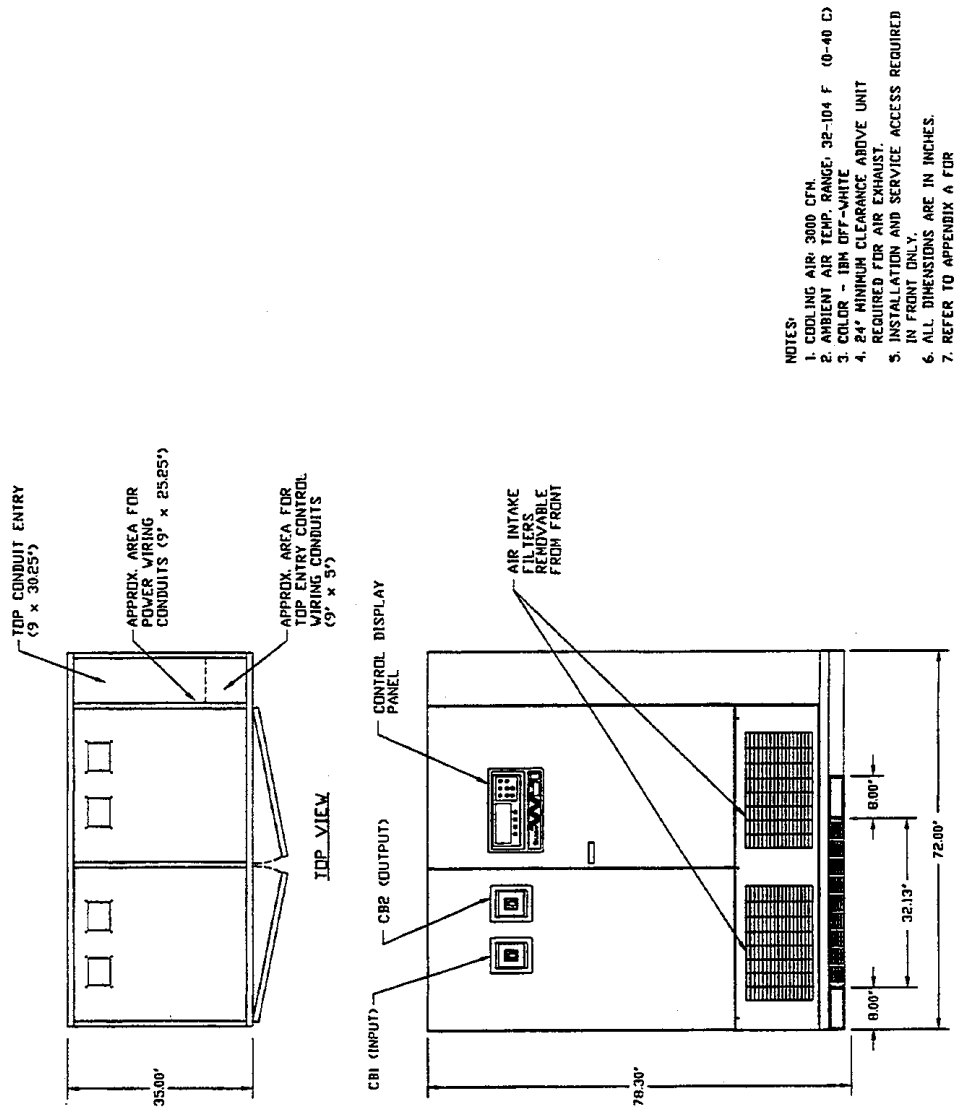 TOP CONDUIT ENTRY
(9 x 30.25")
APPROX. AREA FOR
POWER WIRING
CONDUITS (9" x 25.25")
APPROX. AREA FOR
TOP ENTRY CONTROL
WIRING CONDUITS
(9" x 5")
35.00"
TOP VIEW
CB1 (INPUT)
CB2 (OUTPUT)
CONTROL DISPLAY
PANEL
AIR INTAKE
FILTERS
REMOVABLE
FROM FRONT
78.30"
8.00"
32.13"
8.00"
72.00"
NOTES:
1. COOLING AIR: 3000 CFM.
2. AMBIENT AIR TEMP. RANGE: 32-104 F (0-40 C)
3. COLOR - IBM OFF-WHITE
4. 24" MINIMUM CLEARANCE ABOVE UNIT
REQUIRED FOR AIR EXHAUST.
5. INSTALLATION AND SERVICE ACCESS REQUIRED
IN FRONT ONLY.
6. ALL DIMENSIONS ARE IN INCHES.
7. REFER TO APPENDIX A FOR